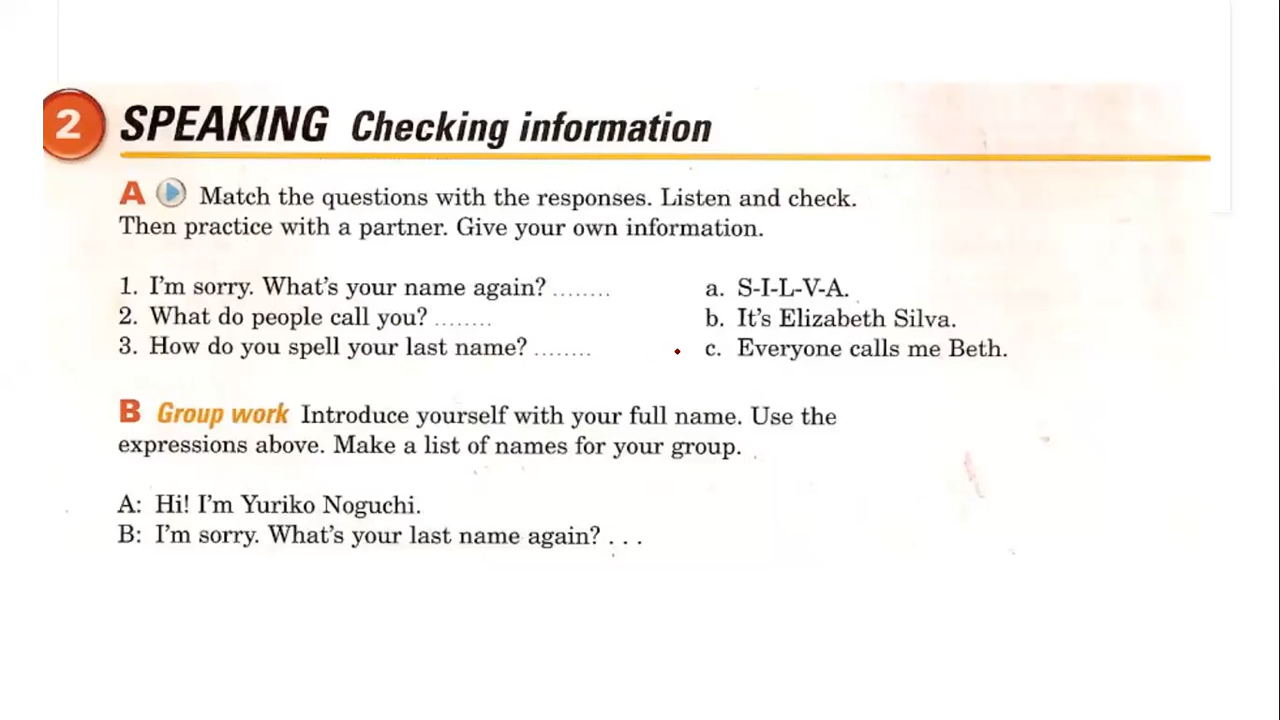 2 SPEAKING Checking information
A Match the questions with the responses. Listen and check.
Then practice with a partner. Give your own information.
1. I'm sorry. What's your name again? ........
a. S-I-L-V-A.
2. What do people call you? ........
b. It's Elizabeth Silva.
3. How do you spell your last name? ........
c. Everyone calls me Beth.
B Group work Introduce yourself with your full name. Use the
expressions above. Make a list of names for your group.
A: Hi! I'm Yuriko Noguchi.
B: I'm sorry. What's your last name again? . . .